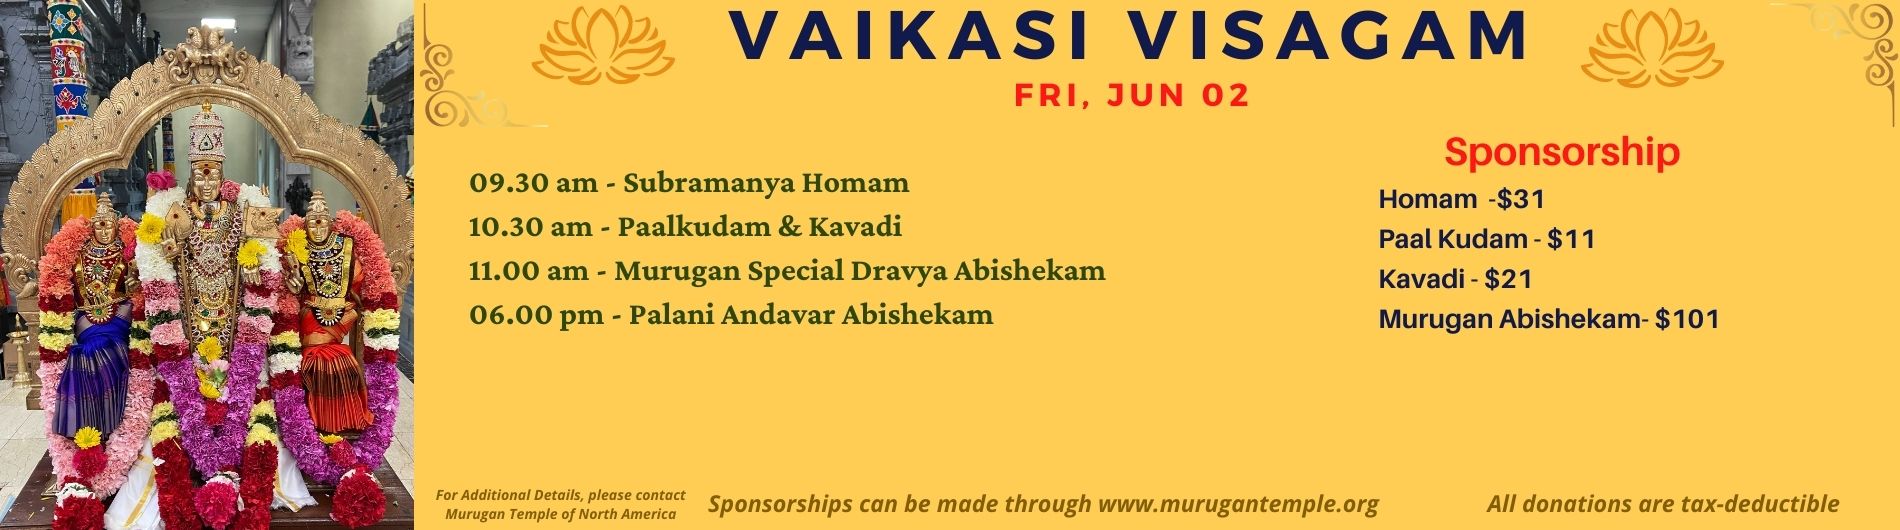 VAIKASI VISAGAM
FRI, JUN 02
09.30 am - Subramanya Homam
10.30 am - Paalkudam & Kavadi
11.00 am - Murugan Special Dravya Abishekam
06.00 pm - Palani Andavar Abishekam
Sponsorship
Homam -$31
Paal Kudam - $11
Kavadi - $21
Murugan Abishekam- $101
For Additional Details, please contact
Murugan Temple of North America
Sponsorships can be made through www.murugantemple.org
All donations are tax-deductible